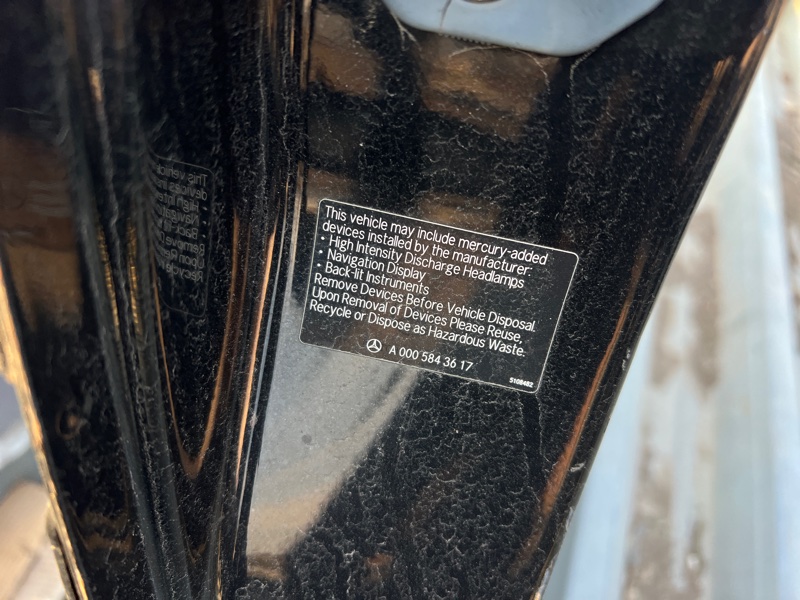 This vehicle may include mercury-added
devices installed by the manufacturer:
• High Intensity Discharge Headlamps
• Navigation Display
• Back-lit Instruments
Remove Devices Before Vehicle Disposal.
Upon Removal of Devices Please Reuse,
Recycle or Dispose as Hazardous Waste.
A 000 584 36 17
5108482